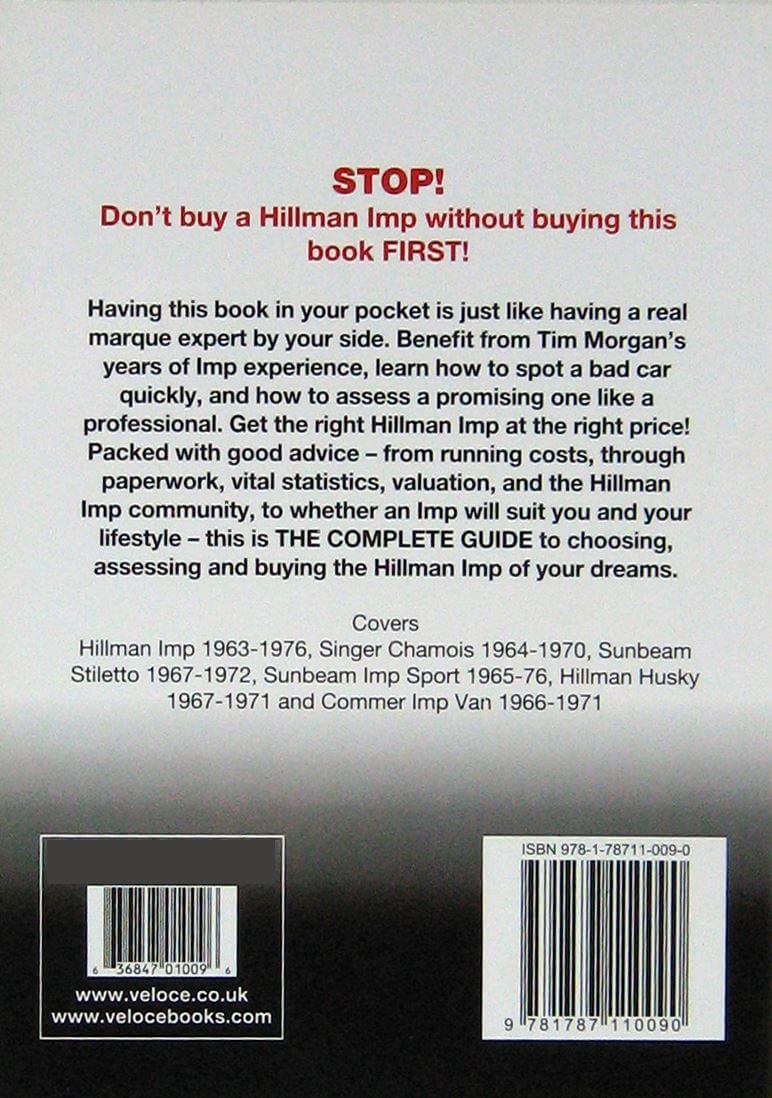 STOP!
Don't buy a Hillman Imp without buying this
book FIRST!
Having this book in your pocket is just like having a real
marque expert by your side. Benefit from Tim Morgan's
years of Imp experience, learn how to spot a bad car
quickly, and how to assess a promising one like a
professional. Get the right Hillman Imp at the right price!
Packed with good advice – from running costs, through
paperwork, vital statistics, valuation, and the Hillman
Imp community, to whether an Imp will suit you and your
lifestyle – this is THE COMPLETE GUIDE to choosing,
assessing and buying the Hillman Imp of your dreams.
Covers
Hillman Imp 1963-1976, Singer Chamois 1964-1970, Sunbeam
Stiletto 1967-1972, Sunbeam Imp Sport 1965-76, Hillman Husky
1967-1971 and Commer Imp Van 1966-1971
6 36847 01009 6
www.veloce.co.uk
www.velocebooks.com
ISBN 978-1-78711-009-0
9 781787 110090